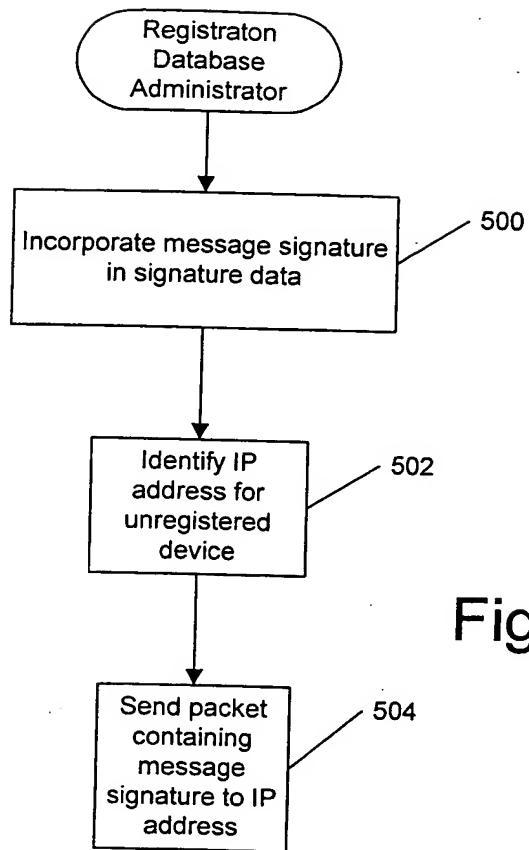 Registraton
Database
Administrator
Incorporate message signature
in signature data
500
Identify IP
address for
unregistered
device
502
Fig
Send packet
containing
message
signature to IP
address
504